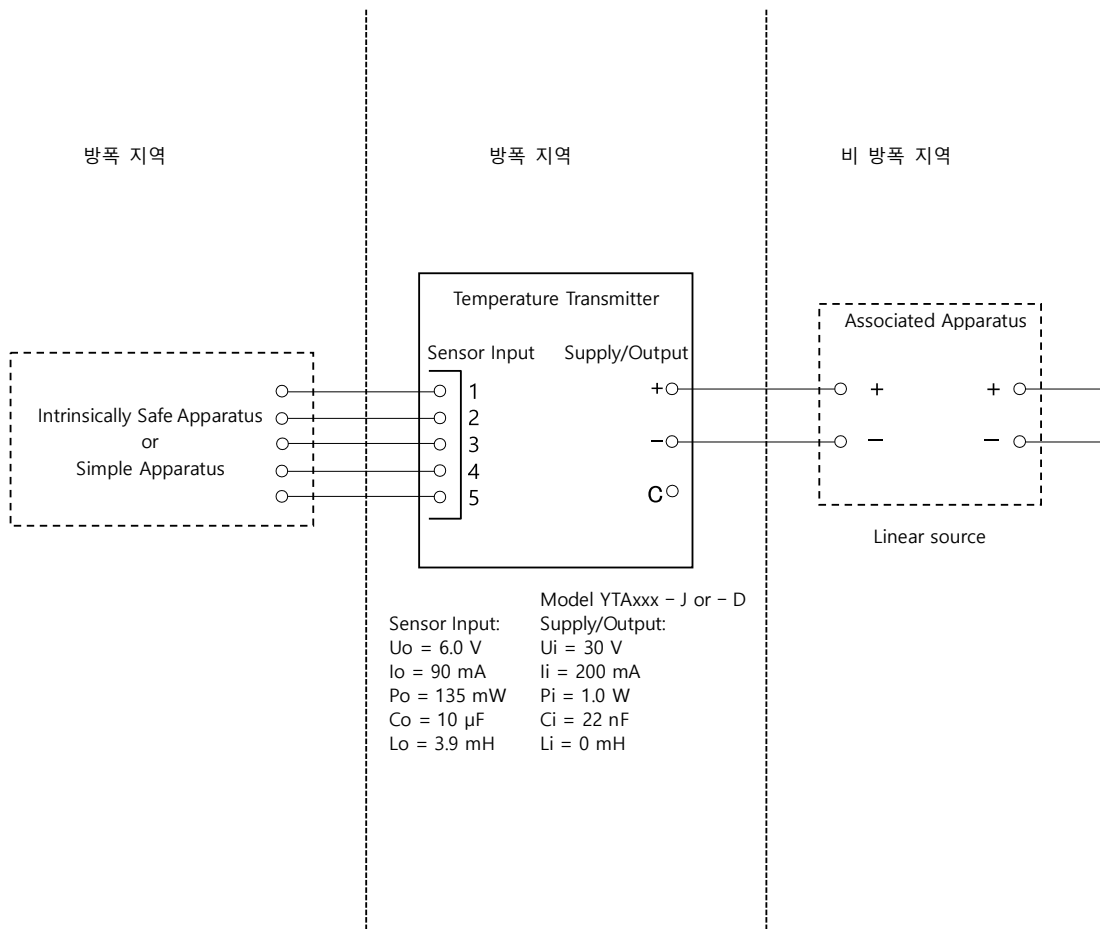 방폭 지역
방폭 지역
비 방폭 지역
Intrinsically Safe Apparatus
or
Simple Apparatus
Temperature Transmitter
Sensor Input
Supply/Output
1
2
3
4
5
+
−
C
Associated Apparatus
+ +
− −
Linear source
Model YTAxxx − J or − D
Sensor Input:
Uo = 6.0 V
Io = 90 mA
Po = 135 mW
Co = 10 μF
Lo = 3.9 mH
Supply/Output:
Ui = 30 V
Ii = 200 mA
Pi = 1.0 W
Ci = 22 nF
Li = 0 mH